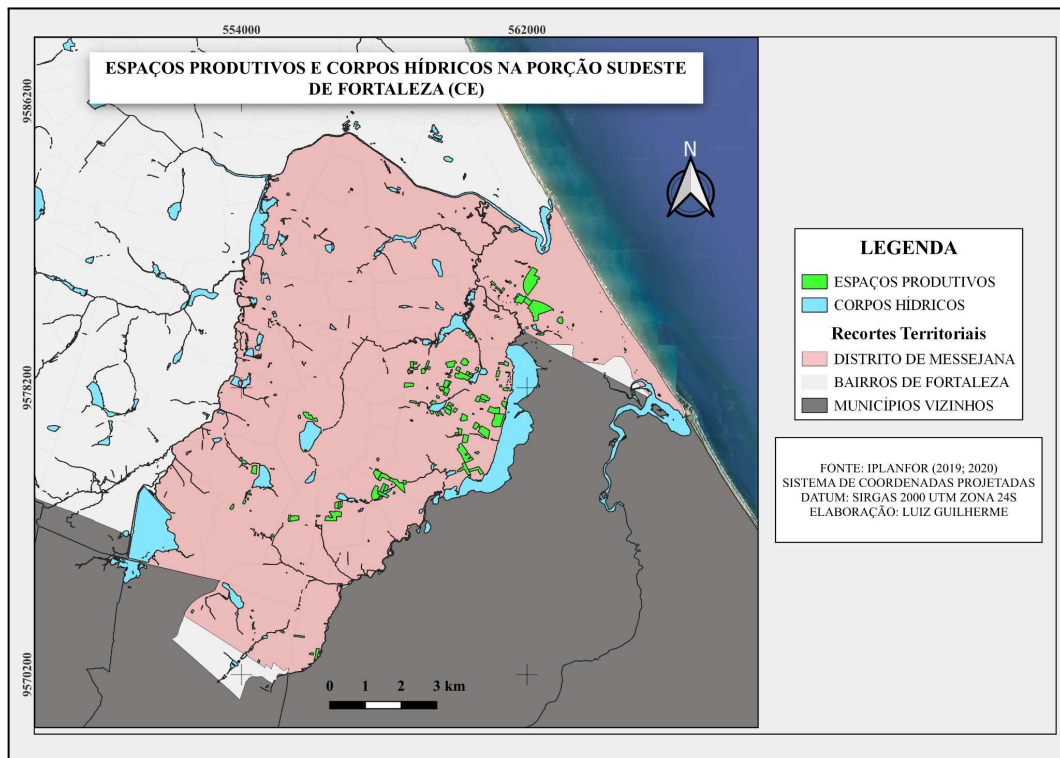 554000
562000
ESPAÇOS PRODUTIVOS E CORPOS HÍDRICOS NA PORÇÃO SUDESTE
DE FORTALEZA (CE)
9586200
9578200
9570200
N
LEGENDA
ESPAÇOS PRODUTIVOS
CORPOS HÍDRICOS
Recortes Territoriais
DISTRITO DE MESSEJANA
BAIRROS DE FORTALEZA
MUNICÍPIOS VIZINHOS
FONTE: IPLANFOR (2019; 2020)
SISTEMA DE COORDENADAS PROJETADAS
DATUM: SIRGAS 2000 UTM ZONA 24S
ELABORAÇÃO: LUIZ GUILHERME
0 1 2 3 km